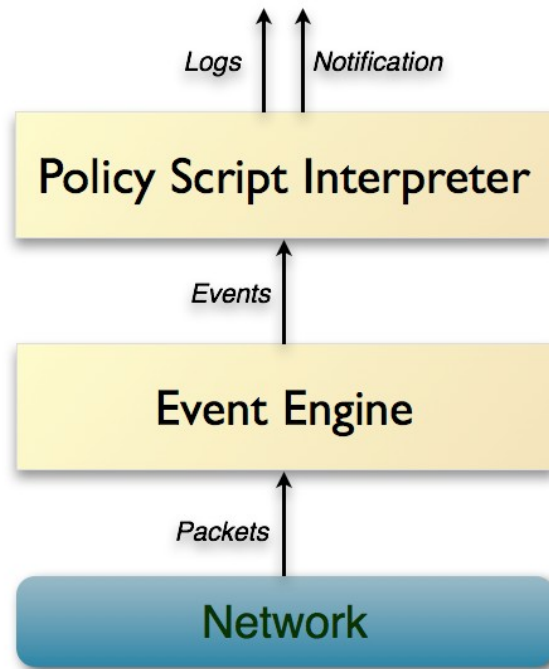 Logs Notification
Policy Script Interpreter
Events
Event Engine
Packets
Network